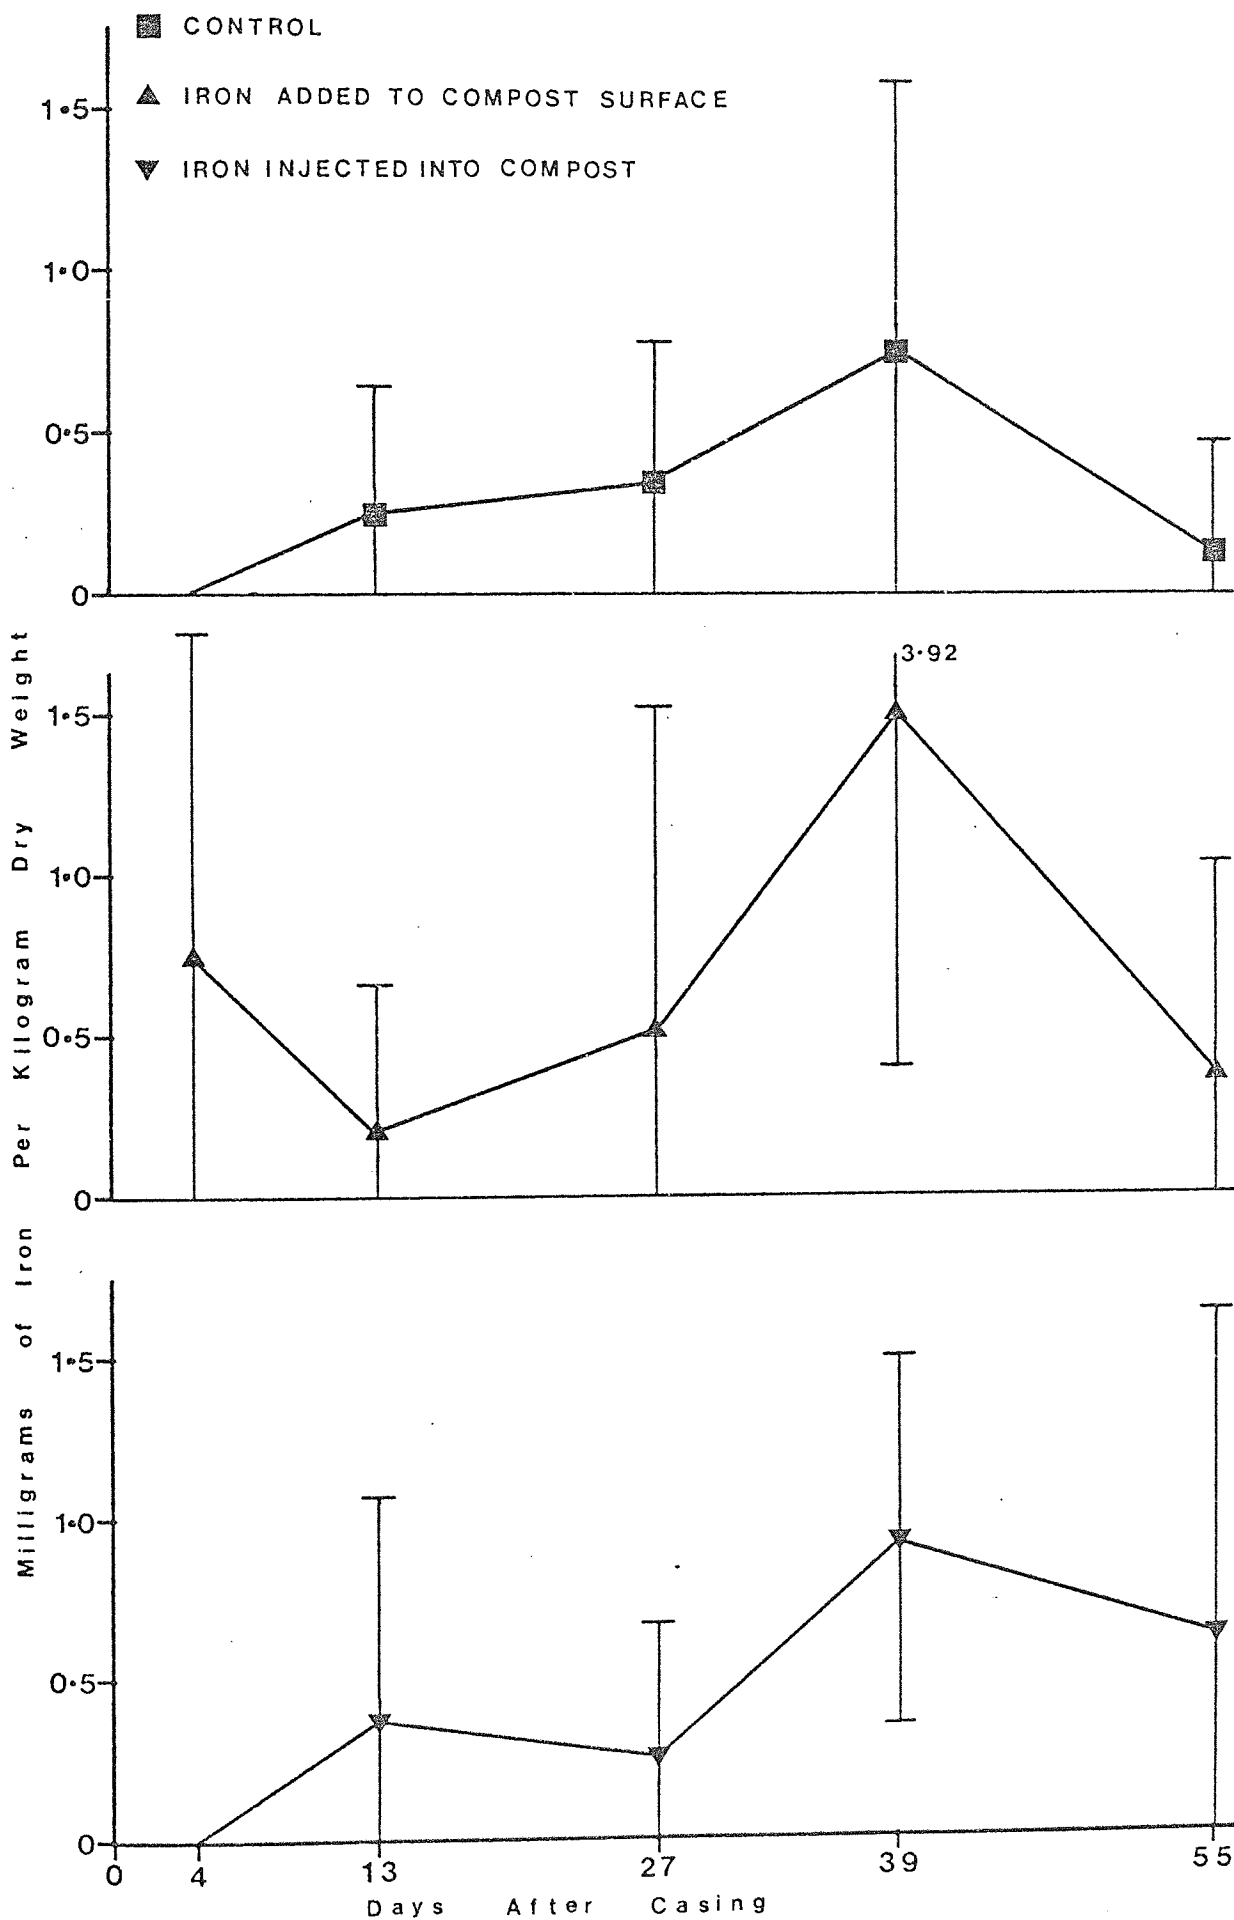 CONTROL
IRON ADDED TO COMPOST SURFACE
IRON INJECTED INTO COMPOST
1·5
1·0
0·5
0
3·92
1·5
1·0
0·5
0
1·5
1·0
0·5
0
0 4 13 27 39 55
Days After Casing
Milligrams of Iron Per Kilogram Dry Weight